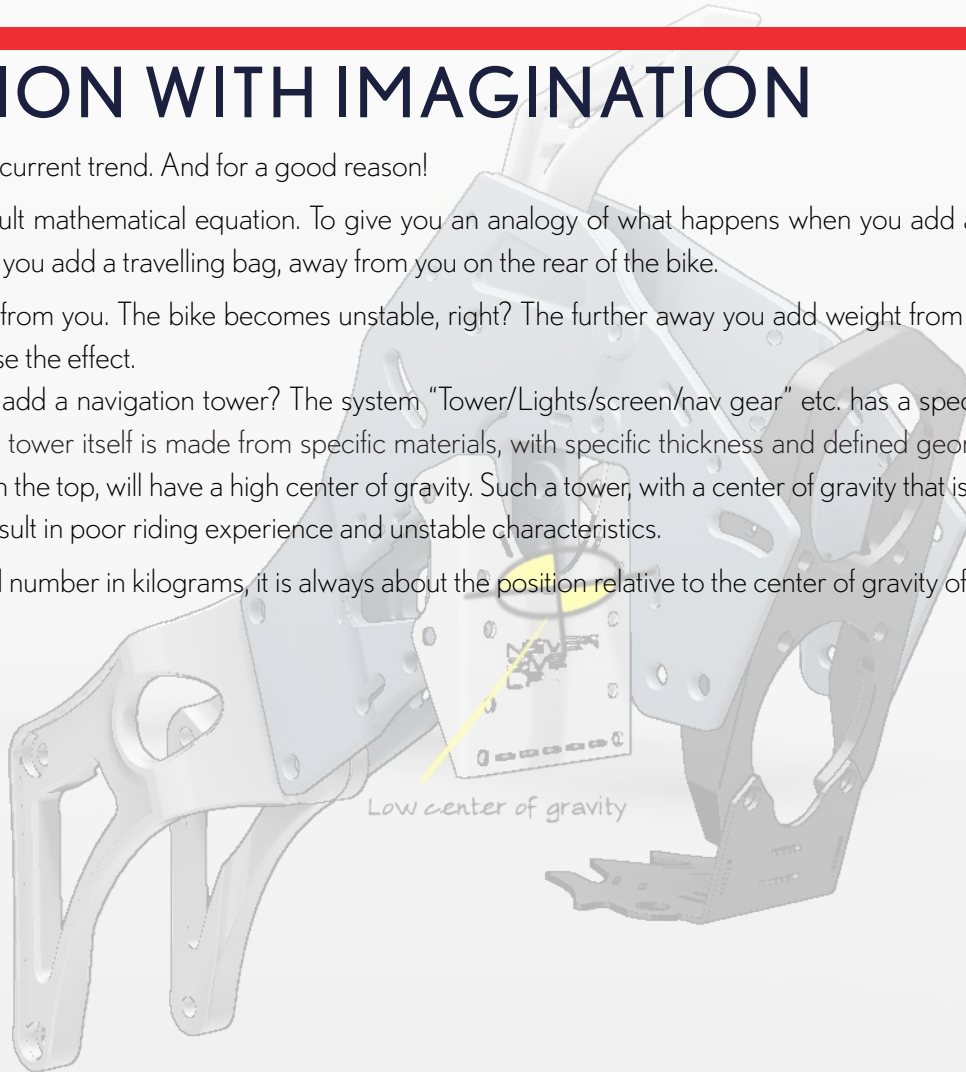 ION WITH IMAGINATION
current trend. And for a good reason!
ult mathematical equation. To give you an analogy of what happens when you add a
you add a travelling bag, away from you on the rear of the bike.
from you. The bike becomes unstable, right? The further away you add weight from
se the effect.
add a navigation tower? The system “Tower/Lights/screen/nav gear” etc. has a spec
tower itself is made from specific materials, with specific thickness and defined geor
n the top, will have a high center of gravity. Such a tower, with a center of gravity that is
sult in poor riding experience and unstable characteristics.
l number in kilograms, it is always about the position relative to the center of gravity of
NEVER
GIVE
UP
Low center of gravity